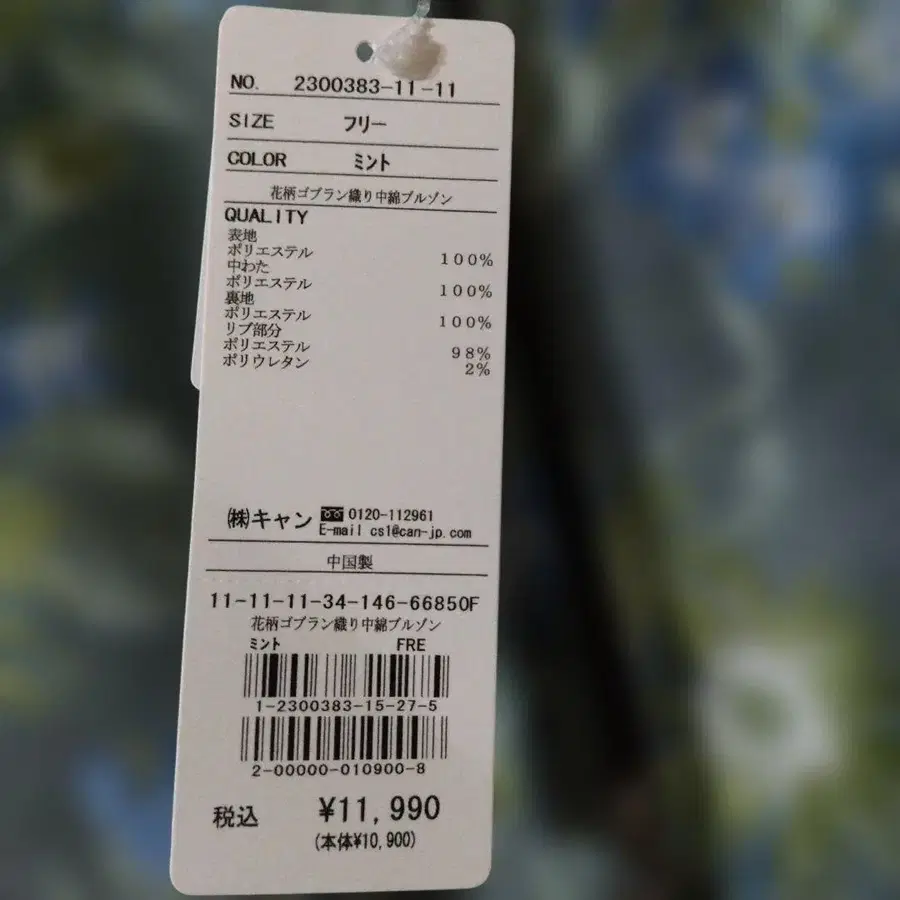 NO. 2300383-11-11
SIZE フリー
COLOR ミント
花柄ゴブラン織り中綿ブルゾン
QUALITY
表地
ポリエステル 100%
中わた
ポリエステル 100%
裏地
ポリエステル 100%
リブ部分
ポリエステル 98%
ポリウレタン 2%
㈱キャン 0120-112961
E-mail cs1@can-jp.com
中国製
11-11-11-34-146-66850F
花柄ゴブラン織り中綿ブルゾン
ミント FRE
1-2300383-15-27-5
2-00000-010900-8
税込 ¥11,990
(本体¥10,900)